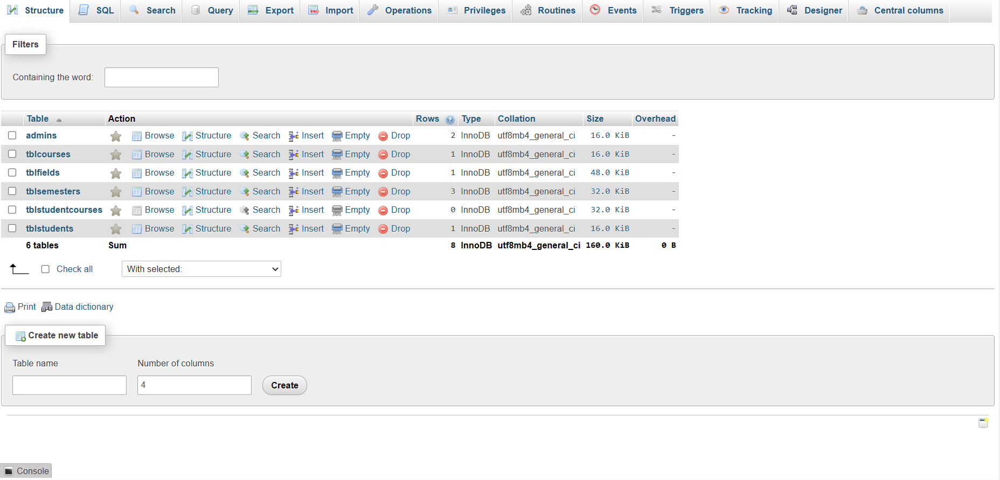 Structure SQL Search Query Export Import Operations Privileges Routines Events Triggers Tracking Designer Central columns
Filters
Containing the word:
Table Action Rows Type Collation Size Overhead
admins Browse Structure Search Insert Empty Drop 2 InnoDB utf8mb4_general_ci 16.0 KiB -
tblcourses Browse Structure Search Insert Empty Drop 1 InnoDB utf8mb4_general_ci 16.0 KiB -
tblfields Browse Structure Search Insert Empty Drop 1 InnoDB utf8mb4_general_ci 48.0 KiB -
tblsemesters Browse Structure Search Insert Empty Drop 3 InnoDB utf8mb4_general_ci 32.0 KiB -
tblstudentcourses Browse Structure Search Insert Empty Drop 0 InnoDB utf8mb4_general_ci 32.0 KiB -
tblstudents Browse Structure Search Insert Empty Drop 1 InnoDB utf8mb4_general_ci 16.0 KiB -
6 tables Sum 8 InnoDB utf8mb4_general_ci 160.0 KiB 0 B
Check all With selected:
Print Data dictionary
Create new table
Table name Number of columns
4 Create
Console